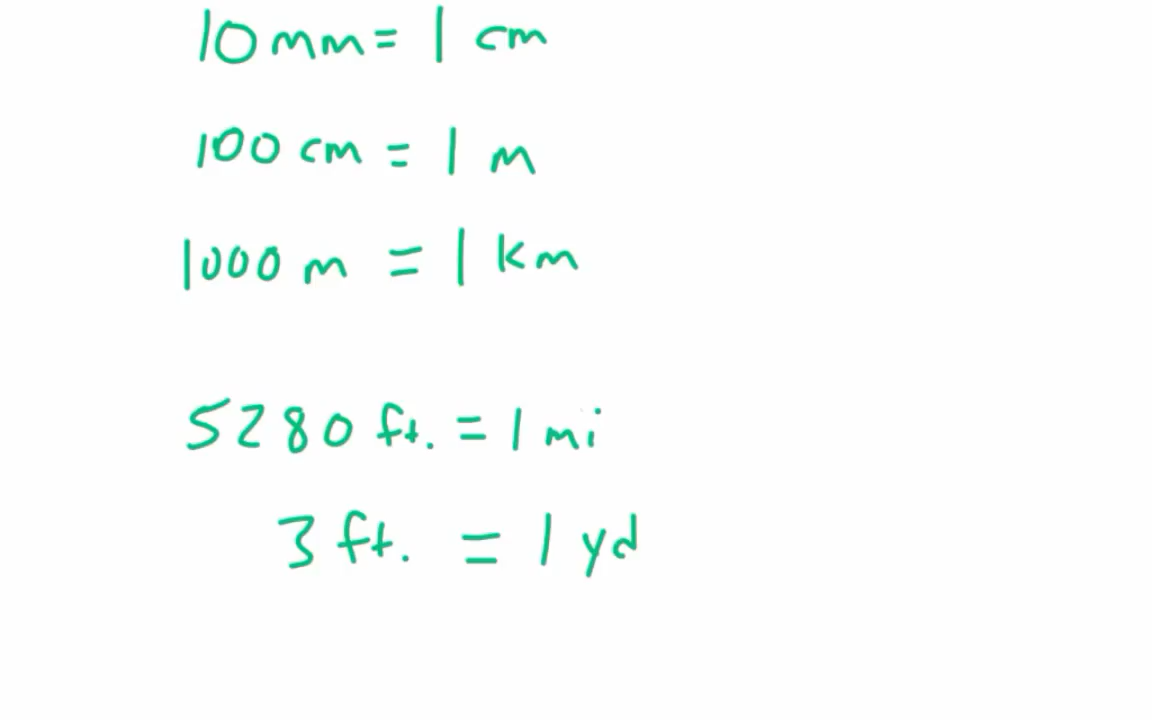 10 mm = 1 cm
100 cm = 1 m
1000 m = 1 km
5280 ft. = 1 mi
3 ft. = 1 yd